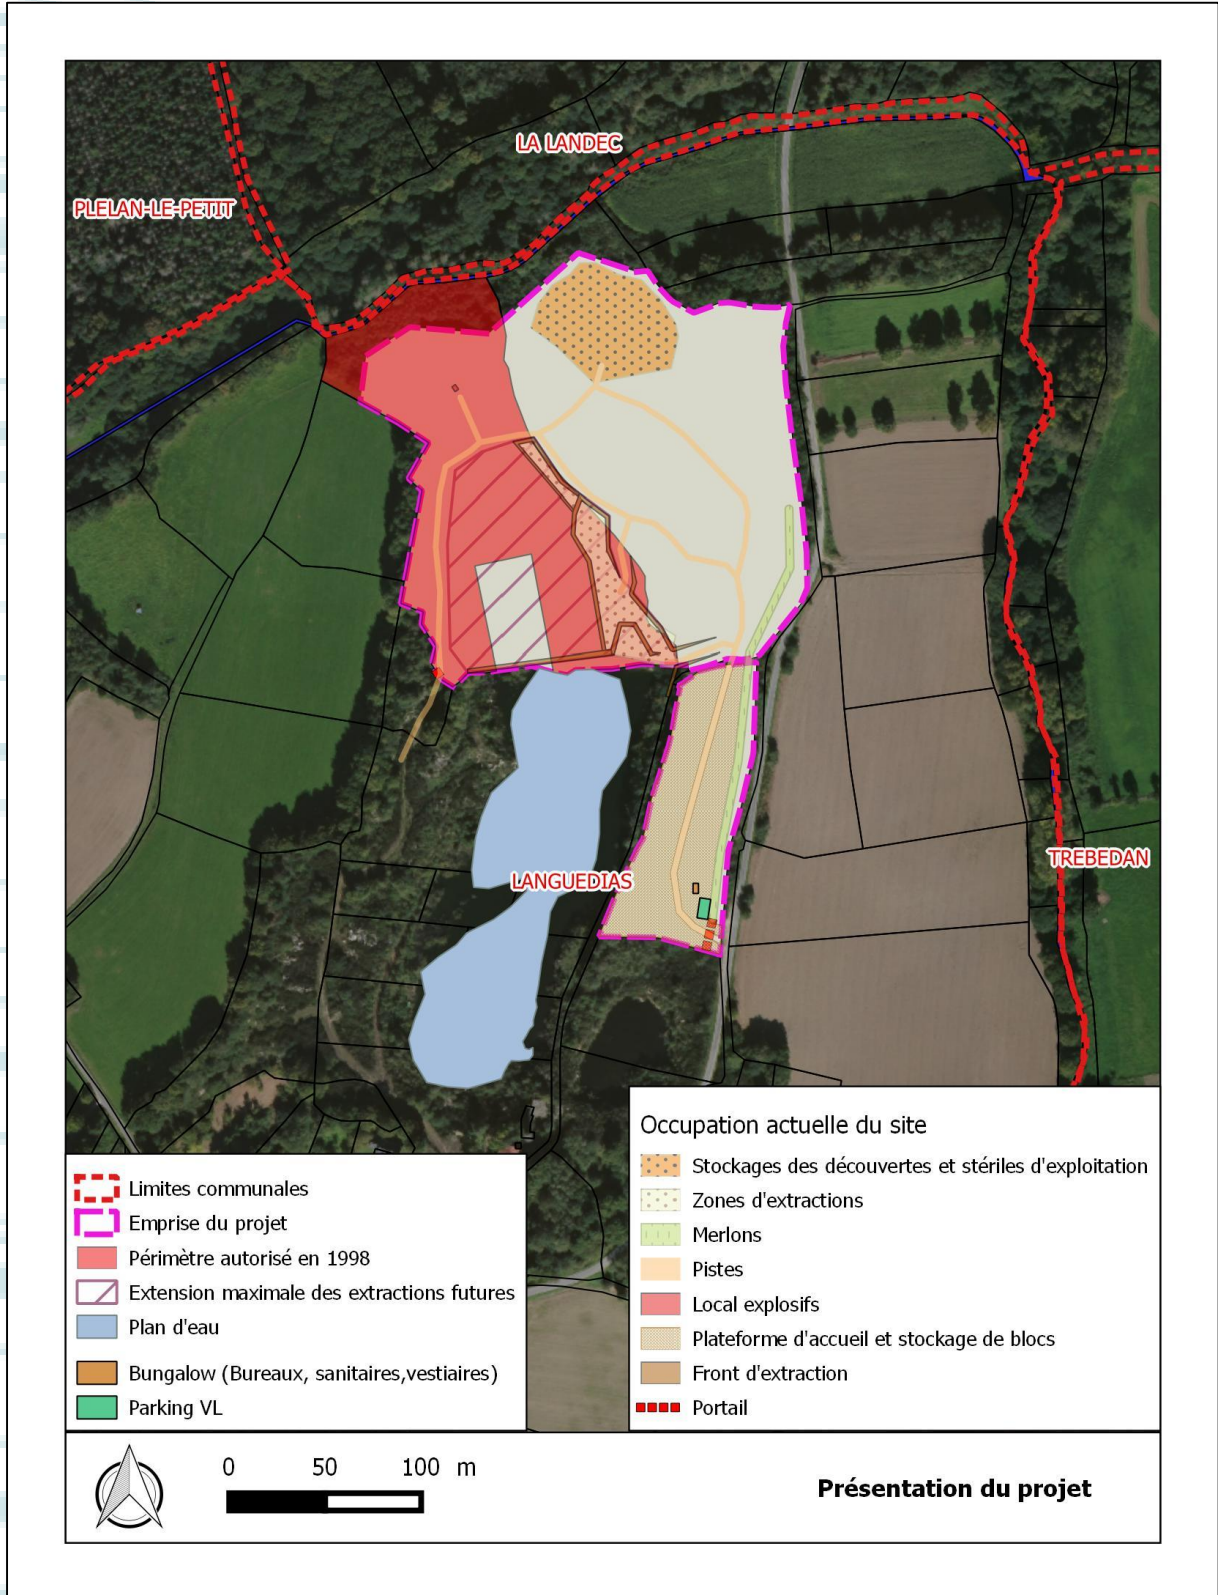 LA LANDEC
PLELAN-LE-PETIT
LANGUEDIAS
TREBEDAN
Limites communales
Emprise du projet
Périmètre autorisé en 1998
Extension maximale des extractions futures
Plan d'eau
Bungalow (Bureaux, sanitaires,vestiaires)
Parking VL
Occupation actuelle du site
Stockages des découvertes et stériles d'exploitation
Zones d'extractions
Merlons
Pistes
Local explosifs
Plateforme d'accueil et stockage de blocs
Front d'extraction
Portail
0 50 100 m
Présentation du projet